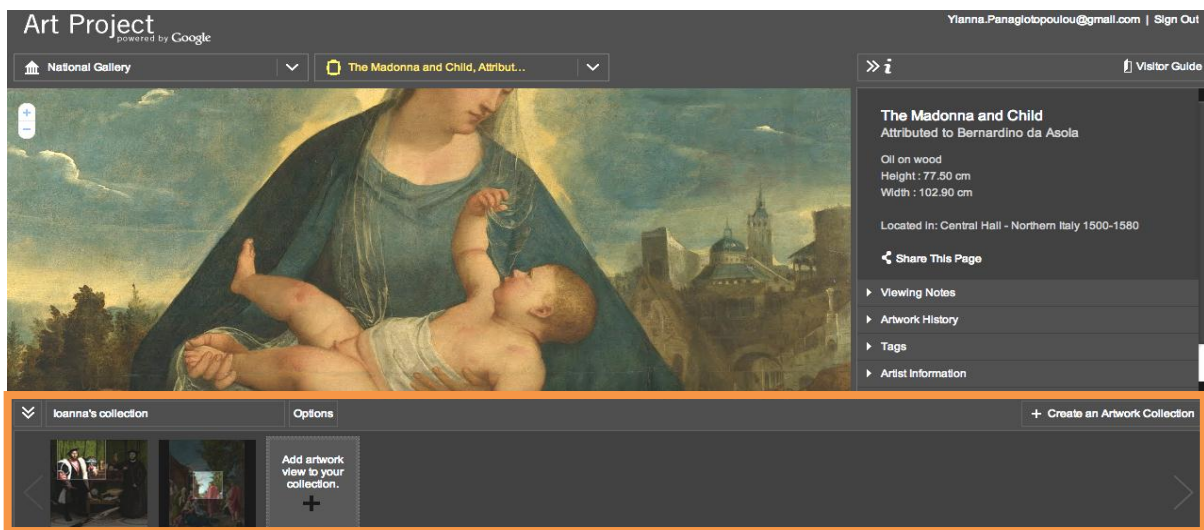 Art Project
powered by Google
Yianna.Panagiotopoulou@gmail.com | Sign Out
National Gallery
The Madonna and Child, Attribut...
i
Visitor Guide
+
−
The Madonna and Child
Attributed to Bernardino da Asola
Oil on wood
Height : 77.50 cm
Width : 102.90 cm
Located in: Central Hall - Northern Italy 1500-1580
Share This Page
Viewing Notes
Artwork History
Tags
Artist Information
Ioanna's collection
Options
+ Create an Artwork Collection
Add artwork
view to your
collection.
+